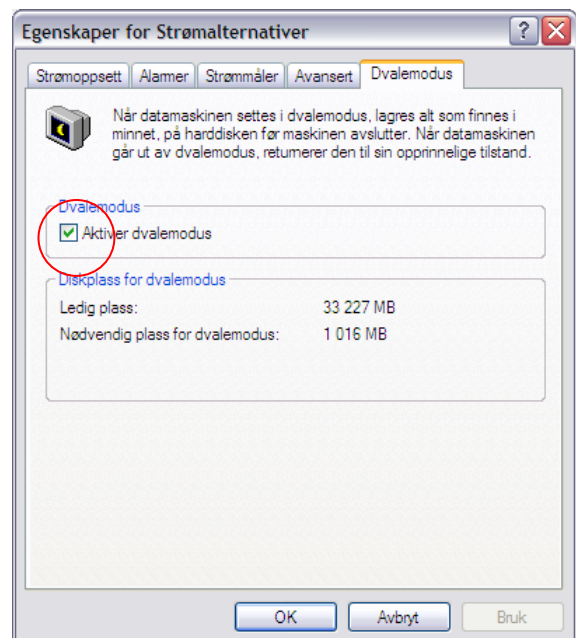 Egenskaper for Strømalternativer
Strømoppsett Alarmer Strømmåler Avansert Dvalemodus
Når datamaskinen settes i dvalemodus, lagres alt som finnes i
minnet, på harddisken før maskinen avslutter. Når datamaskinen
går ut av dvalemodus, returnerer den til sin opprinnelige tilstand.
Dvalemodus
Aktiver dvalemodus
Diskplass for dvalemodus
Ledig plass: 33 227 MB
Nødvendig plass for dvalemodus: 1 016 MB
OK Avbryt Bruk